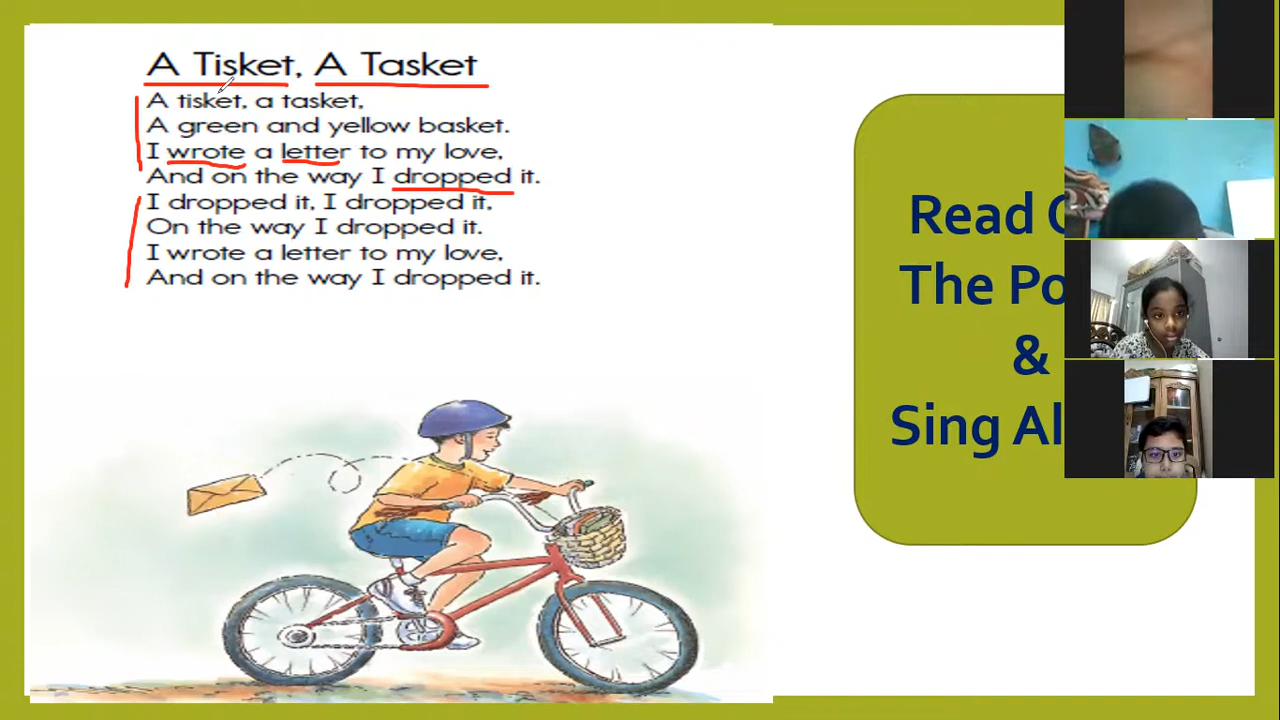 A Tisket, A Tasket
A tisket, a tasket,
A green and yellow basket.
I wrote a letter to my love,
And on the way I dropped it.
I dropped it, I dropped it,
On the way I dropped it.
I wrote a letter to my love,
And on the way I dropped it.
Read
The
&
Sing